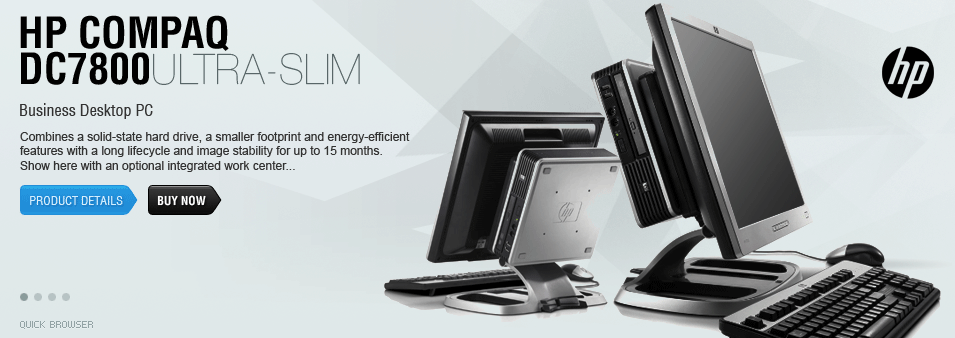 HP COMPAQ
DC7800ULTRA-SLIM
Business Desktop PC
Combines a solid-state hard drive, a smaller footprint and energy-efficient
features with a long lifecycle and image stability for up to 15 months.
Show here with an optional integrated work center...
PRODUCT DETAILS
BUY NOW
QUICK BROWSER
hp
hp